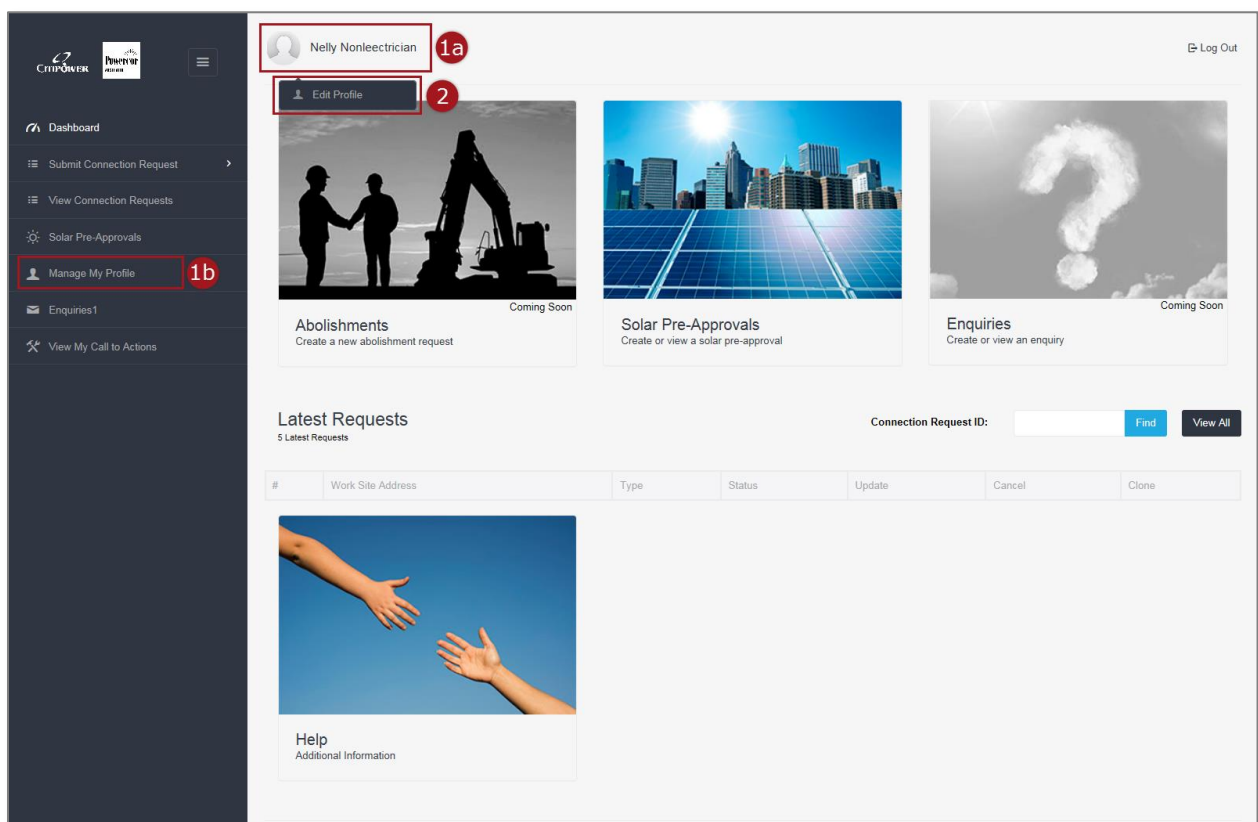 CITIPOWER
Powercor
Nelly Nonleectrician
1a
Log Out
Edit Profile
2
Dashboard
Submit Connection Request
View Connection Requests
Solar Pre-Approvals
Manage My Profile
1b
Enquiries1
View My Call to Actions
Coming Soon
Abolishments
Create a new abolishment request
Solar Pre-Approvals
Create or view a solar pre-approval
Coming Soon
Enquiries
Create or view an enquiry
Latest Requests
5 Latest Requests
Connection Request ID:
Find
View All
# Work Site Address Type Status Update Cancel Clone
Help
Additional Information